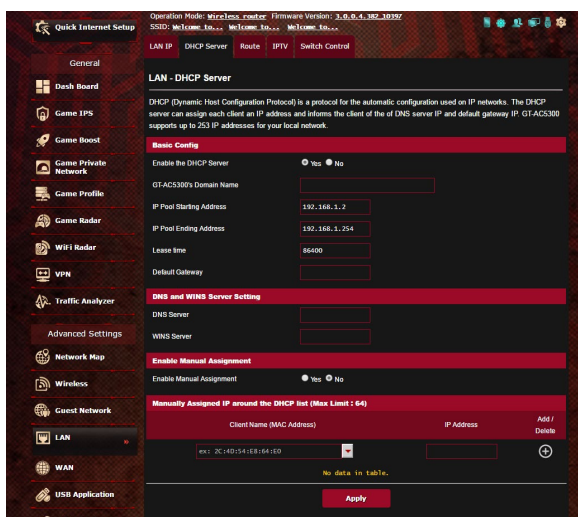 Quick Internet Setup
General
Dash Board
Game IPS
Game Boost
Game Private
Network
Game Profile
Game Radar
WiFi Radar
VPN
Traffic Analyzer
Advanced Settings
Network Map
Wireless
Guest Network
LAN
WAN
USB Application
Operation Mode: Wireless router Firmware Version: 3.0.0.4.382_10397
SSID: Welcome to... Welcome to... Welcome to...
LAN IP DHCP Server Route IPTV Switch Control
LAN - DHCP Server
DHCP (Dynamic Host Configuration Protocol) is a protocol for the automatic configuration used on IP networks. The DHCP
server can assign each client an IP address and informs the client of the of DNS server IP and default gateway IP. GT-AC5300
supports up to 253 IP addresses for your local network.
Basic Config
Enable the DHCP Server Yes No
GT-AC5300's Domain Name
IP Pool Starting Address 192.168.1.2
IP Pool Ending Address 192.168.1.254
Lease time 86400
Default Gateway
DNS and WINS Server Setting
DNS Server
WINS Server
Enable Manual Assignment
Enable Manual Assignment Yes No
Manually Assigned IP around the DHCP list (Max Limit : 64)
Client Name (MAC Address) IP Address Add /
Delete
ex: 2C:4D:54:E8:64:E0
No data in table.
Apply